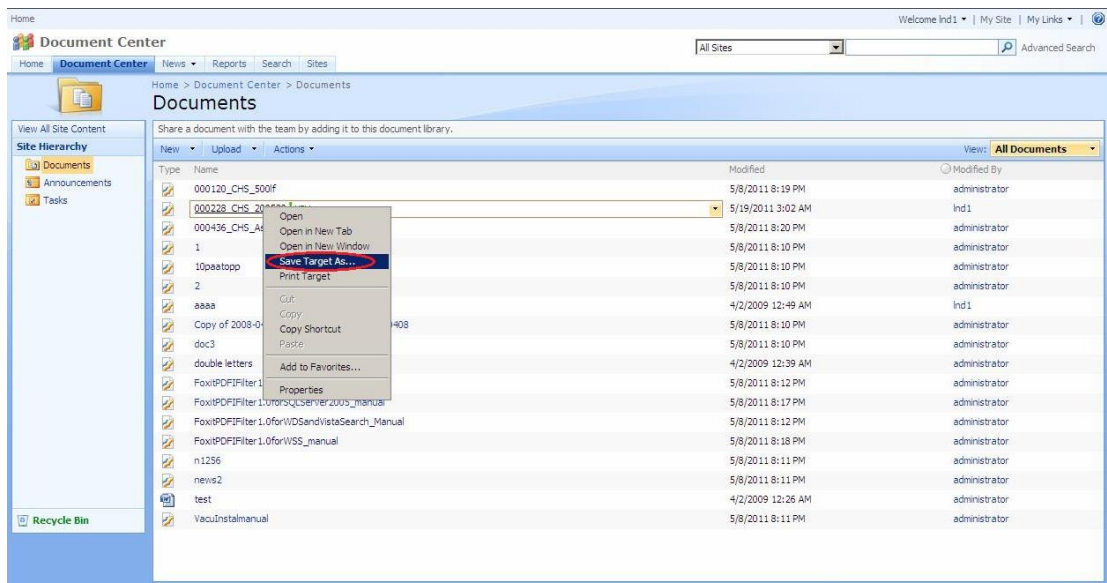 Home Welcome lnd1 | My Site | My Links
Document Center All Sites Advanced Search
Home Document Center News Reports Search Sites
Home > Document Center > Documents
Documents
View All Site Content Share a document with the team by adding it to this document library.
Site Hierarchy New Upload Actions View: All Documents
Documents
Announcements
Tasks
Type Name Modified Modified By
000120_CHS_500lf 5/8/2011 8:19 PM administrator
000228_CHS 5/19/2011 3:02 AM lnd1
000436_CHS 5/8/2011 8:20 PM administrator
1 5/8/2011 8:10 PM administrator
10paatopp 5/8/2011 8:10 PM administrator
2 5/8/2011 8:10 PM administrator
aaaa 4/2/2009 12:49 AM lnd1
Copy of 2008-0 408 5/8/2011 8:10 PM administrator
doc3 5/8/2011 8:10 PM administrator
double letters 4/2/2009 12:39 AM administrator
FoxitPDFIFilter1 5/8/2011 8:12 PM administrator
FoxitPDFIFilter1.0forSQLServer2005_manual 5/8/2011 8:17 PM administrator
FoxitPDFIFilter1.0forWDSandVistaSearch_Manual 5/8/2011 8:12 PM administrator
FoxitPDFIFilter1.0forWSS_manual 5/8/2011 8:18 PM administrator
n1256 5/8/2011 8:11 PM administrator
news2 5/8/2011 8:11 PM administrator
test 4/2/2009 12:26 AM administrator
VacuInstalmanual 5/8/2011 8:11 PM administrator
Open
Open in New Tab
Open in New Window
Save Target As...
Print Target
Cut
Copy
Copy Shortcut
Paste
Add to Favorites...
Properties
Recycle Bin